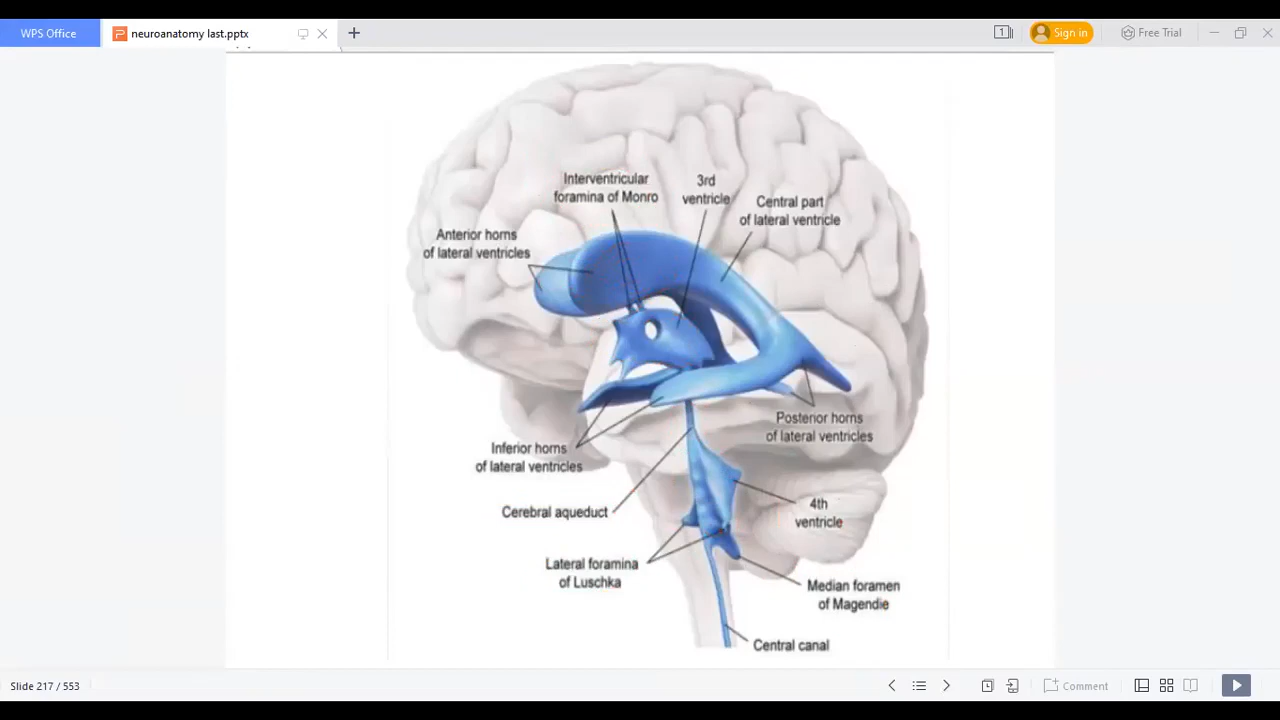 WPS Office
neuroanatomy last.pptx
1
Sign in
Free Trial
Interventricular
foramina of Monro
3rd
ventricle
Central part
of lateral ventricle
Anterior horns
of lateral ventricles
Posterior horns
of lateral ventricles
Inferior horns
of lateral ventricles
Cerebral aqueduct
4th
ventricle
Lateral foramina
of Luschka
Median foramen
of Magendie
Central canal
Slide 217 / 553
Comment